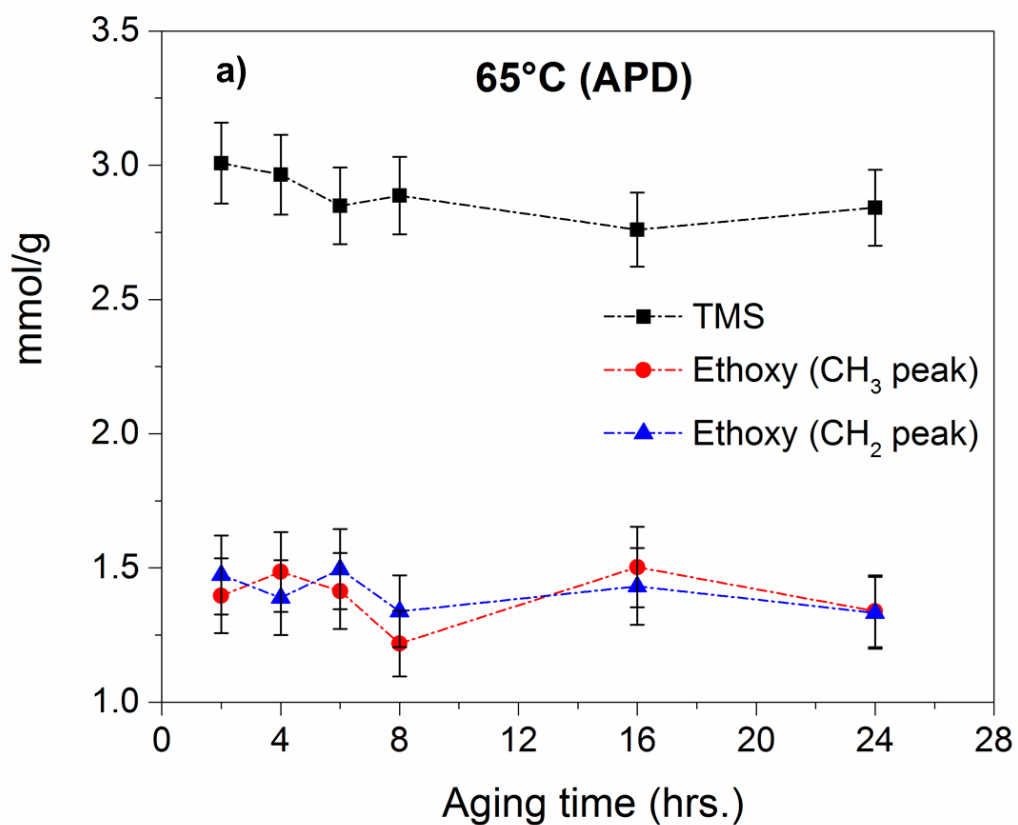 a)
65°C (APD)
3.5
3.0
2.5
2.0
1.5
1.0
mmol/g
TMS
Ethoxy (CH₃ peak)
Ethoxy (CH₂ peak)
0 4 8 12 16 20 24 28
Aging time (hrs.)